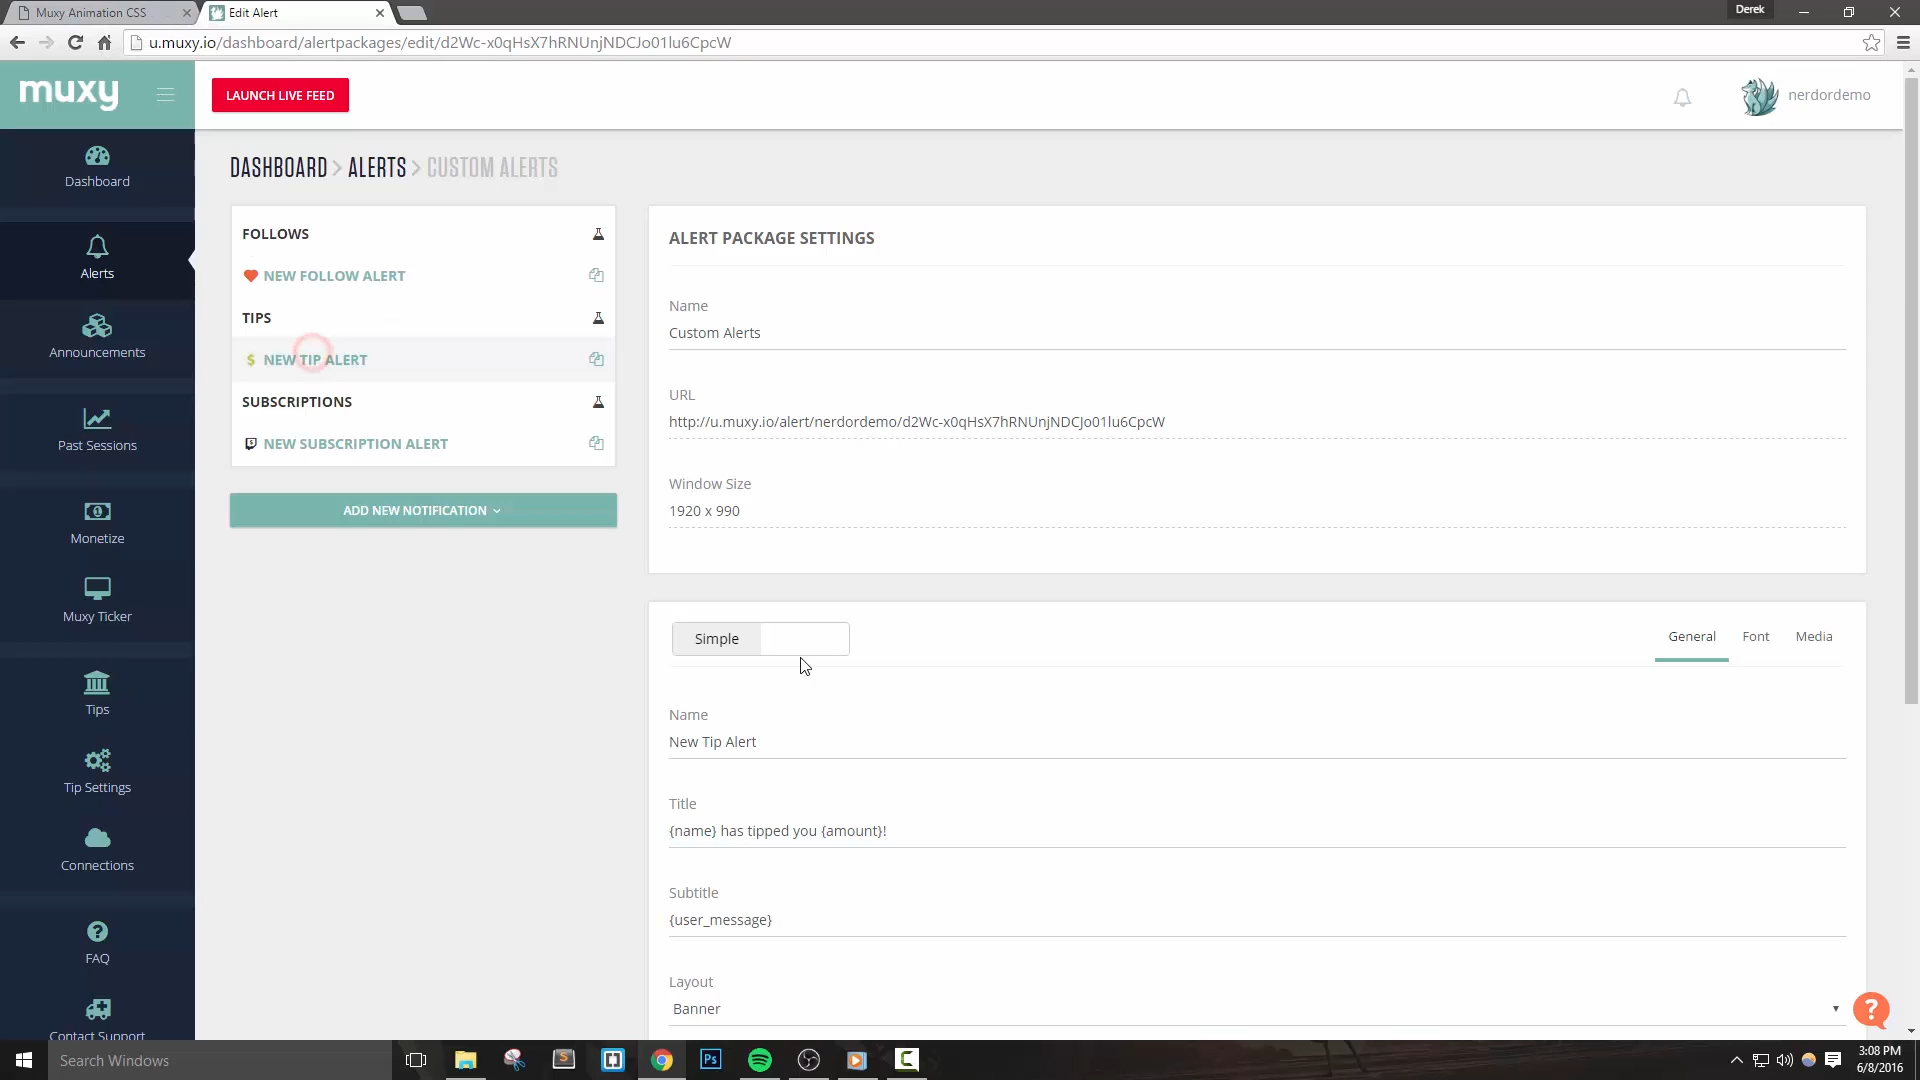 Muxy Animation CSS
Edit Alert
Derek
u.muxy.io/dashboard/alertpackages/edit/d2Wc-x0qHsX7hRNUnjNDCJo01lu6CpcW
muxy
LAUNCH LIVE FEED
nerdordemo
Dashboard
Alerts
Announcements
Past Sessions
Monetize
Muxy Ticker
Tips
Tip Settings
Connections
FAQ
Contact Support
DASHBOARD > ALERTS > CUSTOM ALERTS
FOLLOWS
NEW FOLLOW ALERT
TIPS
$ NEW TIP ALERT
SUBSCRIPTIONS
NEW SUBSCRIPTION ALERT
ADD NEW NOTIFICATION
ALERT PACKAGE SETTINGS
Name
Custom Alerts
URL
http://u.muxy.io/alert/nerdordemo/d2Wc-x0qHsX7hRNUnjNDCJo01lu6CpcW
Window Size
1920 x 990
Simple
General Font Media
Name
New Tip Alert
Title
{name} has tipped you {amount}!
Subtitle
{user_message}
Layout
Banner
?
Search Windows
Ps
3:08 PM
6/8/2016